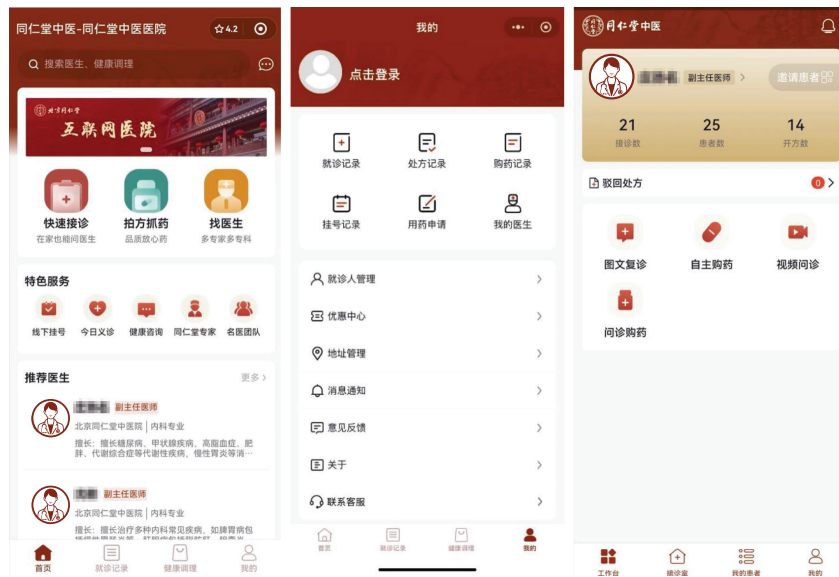 同仁堂中医-同仁堂中医医院
4.2
搜索医生、健康调理
北京同仁堂
互联网医院
快速接诊
拍方抓药
找医生
在家也能问医生
品质放心药
多专家多专科
特色服务
线下挂号
今日义诊
健康咨询
同仁堂专家
名医团队
推荐医生
更多
副主任医师
北京同仁堂中医院 | 内科专业
擅长：擅长糖尿病、甲状腺疾病、高脂血症、肥
胖、代谢综合症等代谢性疾病，慢性胃炎等消…
副主任医师
北京同仁堂中医院 | 内科专业
擅长：擅长治疗多种内科常见疾病，如脾胃病包
首页
就诊记录
健康调理
我的
我的
点击登录
就诊记录
处方记录
购药记录
挂号记录
用药申请
我的医生
就诊人管理
优惠中心
地址管理
消息通知
意见反馈
关于
联系客服
首页
就诊记录
健康调理
我的
同仁堂中医
副主任医师
邀请患者
21
25
14
接诊数
患者数
开方数
驳回处方
0
图文复诊
自主购药
视频问诊
问诊购药
工作台
接诊室
我的患者
我的